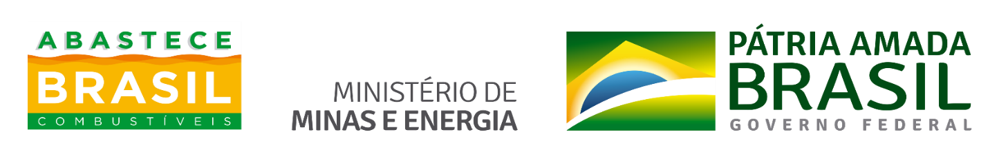 ABASTECE
BRASIL
COMBUSTÍVEIS
MINISTÉRIO DE
MINAS E ENERGIA
PÁTRIA AMADA
BRASIL
GOVERNO FEDERAL